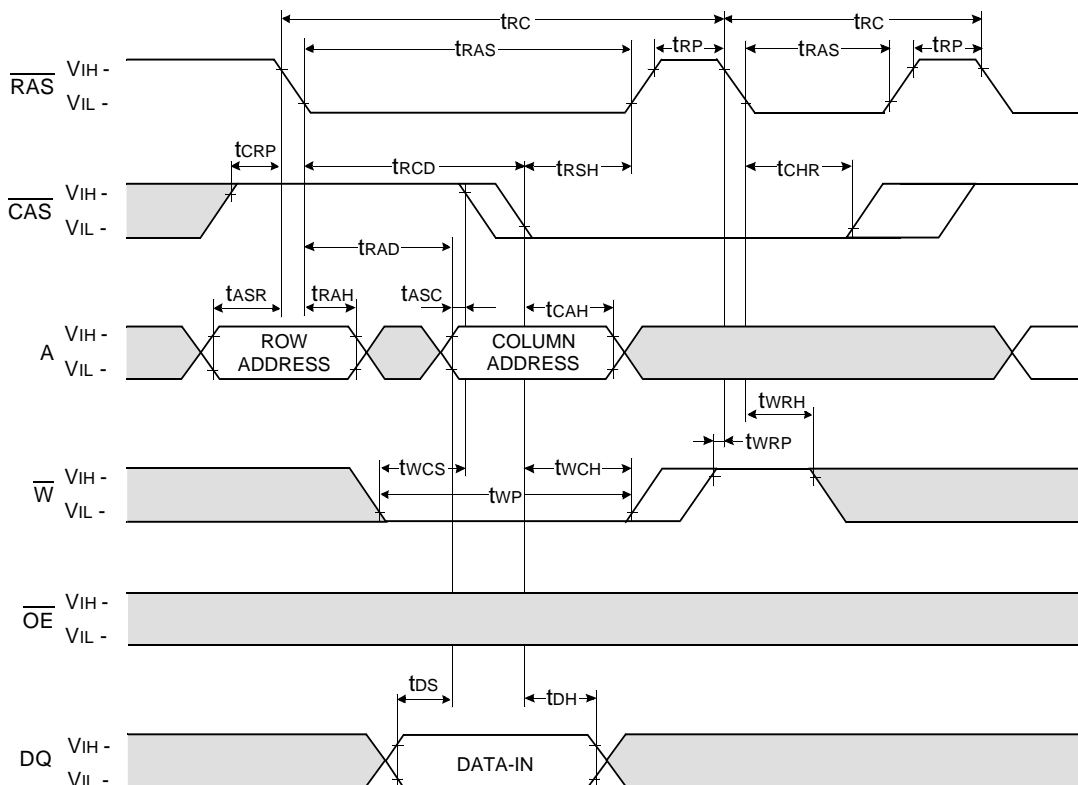 tRC tRC
tRAS tRP tRAS tRP
RAS VIH -
VIL -
tCRP tRCD tRSH tCHR
CAS VIH -
VIL -
tRAD
tASR tRAH tASC tCAH
A VIH -
VIL -
ROW ADDRESS
COLUMN ADDRESS
tWRH
tWRP
tWCS tWCH
tWP
W VIH -
VIL -
OE VIH -
VIL -
tDS tDH
DQ VIH -
VIL -
DATA-IN